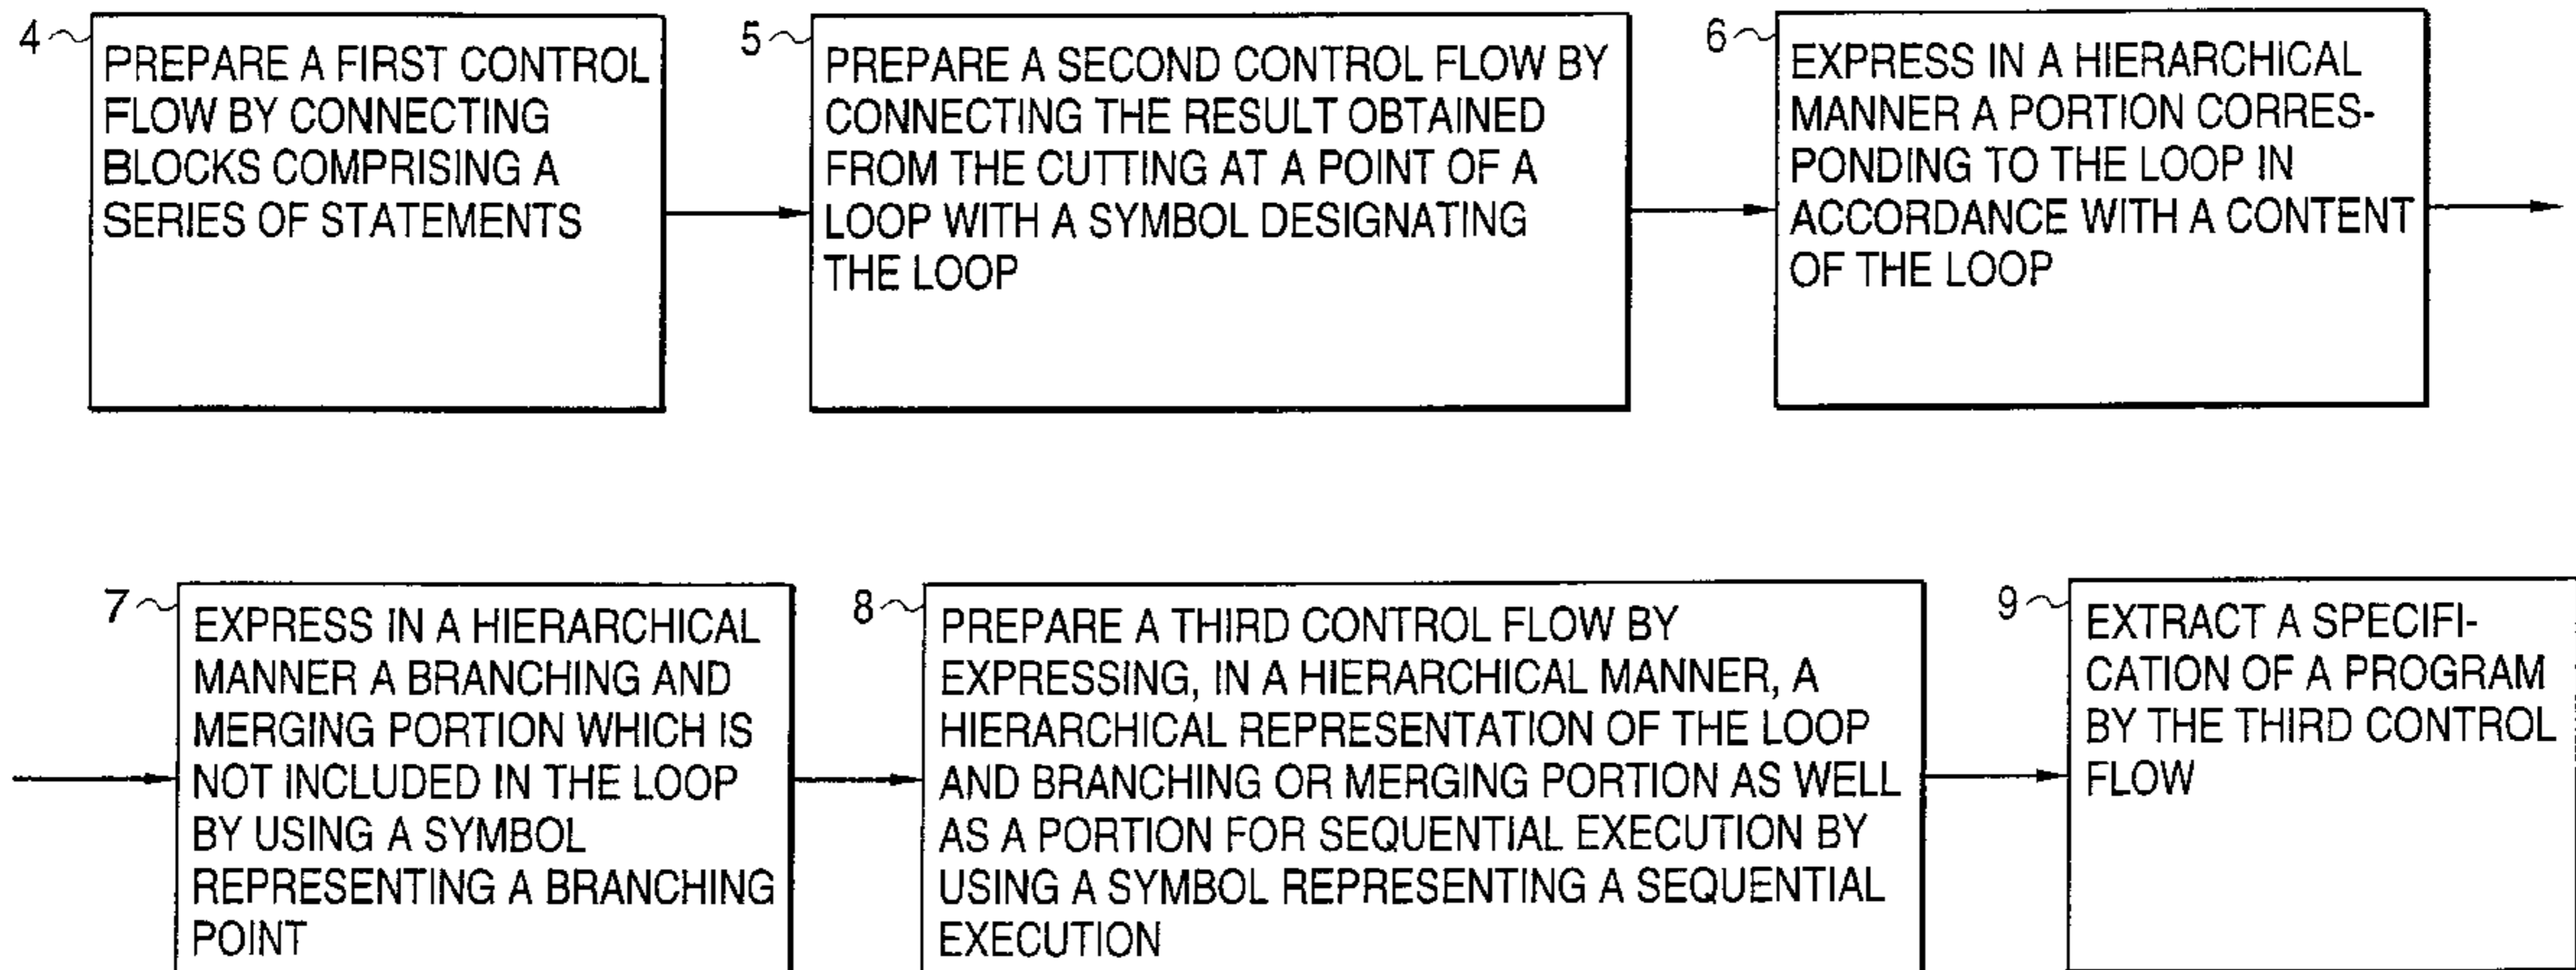 4
PREPARE A FIRST CONTROL
FLOW BY CONNECTING
BLOCKS COMPRISING A
SERIES OF STATEMENTS
5
PREPARE A SECOND CONTROL FLOW BY
CONNECTING THE RESULT OBTAINED
FROM THE CUTTING AT A POINT OF A
LOOP WITH A SYMBOL DESIGNATING
THE LOOP
6
EXPRESS IN A HIERARCHICAL
MANNER A PORTION CORRES-
PONDING TO THE LOOP IN
ACCORDANCE WITH A CONTENT
OF THE LOOP
7
EXPRESS IN A HIERARCHICAL
MANNER A BRANCHING AND
MERGING PORTION WHICH IS
NOT INCLUDED IN THE LOOP
BY USING A SYMBOL
REPRESENTING A BRANCHING
POINT
8
PREPARE A THIRD CONTROL FLOW BY
EXPRESSING, IN A HIERARCHICAL MANNER, A
HIERARCHICAL REPRESENTATION OF THE LOOP
AND BRANCHING OR MERGING PORTION AS WELL
AS A PORTION FOR SEQUENTIAL EXECUTION BY
USING A SYMBOL REPRESENTING A SEQUENTIAL
EXECUTION
9
EXTRACT A SPECIFI-
CATION OF A PROGRAM
BY THE THIRD CONTROL
FLOW